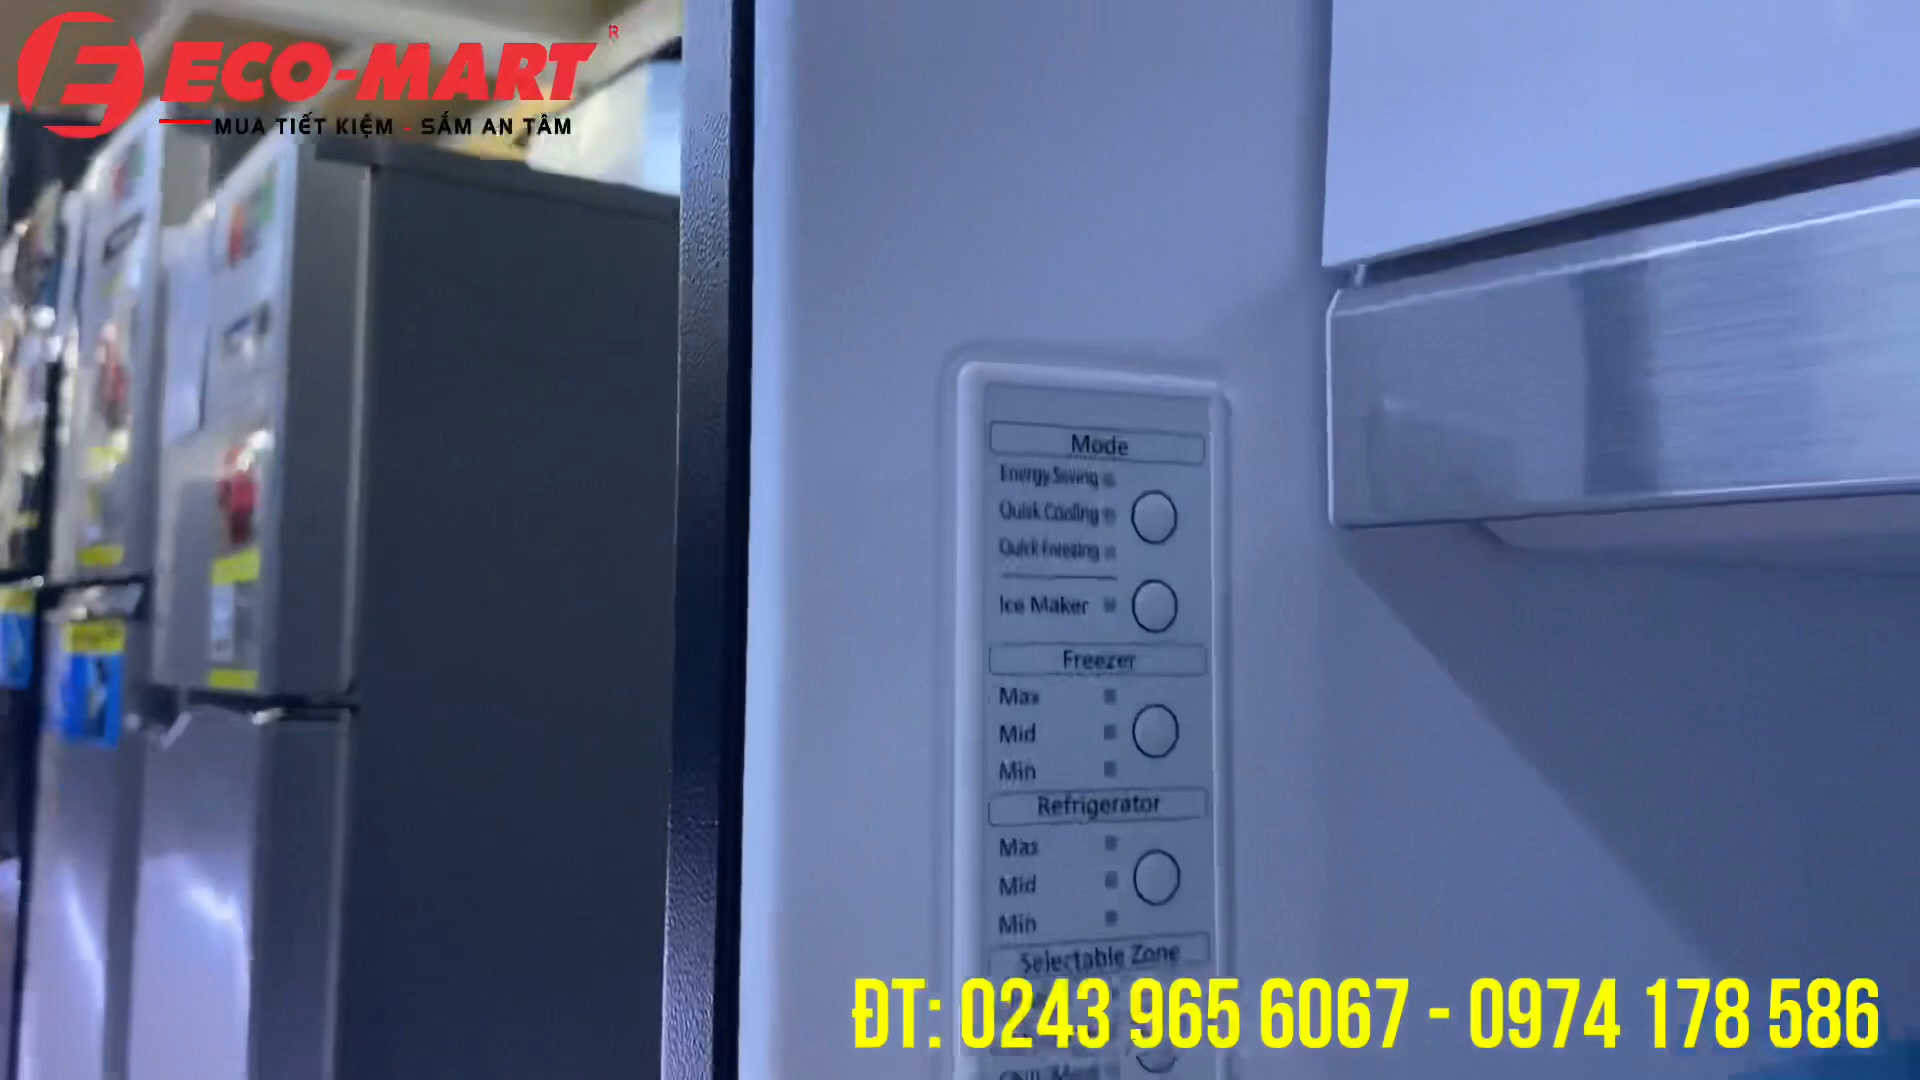 ECO-MART ®
MUA TIẾT KIỆM - SẮM AN TÂM
Mode
Energy Saving
Quick Cooling
Quick Freezing
Ice Maker
Freezer
Max
Mid
Min
Refrigerator
Max
Mid
Min
Selectable Zone
ĐT: 0243 965 6067 - 0974 178 586